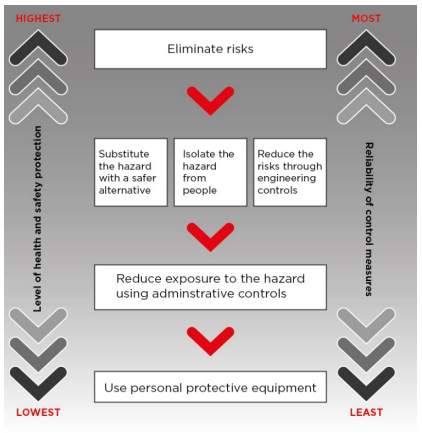 HIGHEST
MOST
Eliminate risks
Substitute
the hazard
with a safer
alternative
Isolate the
hazard
from
people
Reduce the
risks through
engineering
controls
Level of health and safety protection
Reliability of control measures
Reduce exposure to the hazard
using adminstrative controls
Use personal protective equipment
LOWEST
LEAST